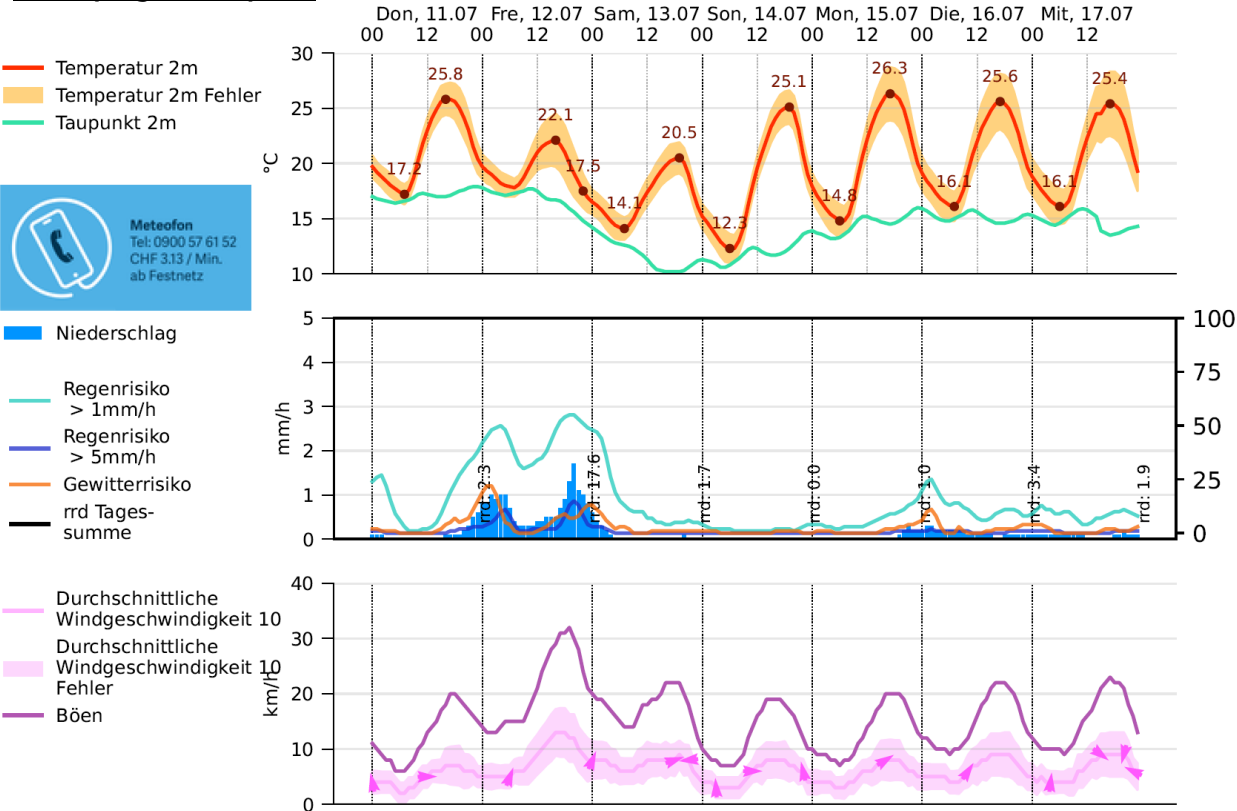 Don, 11.07 Fre, 12.07 Sam, 13.07 Son, 14.07 Mon, 15.07 Die, 16.07 Mit, 17.07
00 12 00 12 00 12 00 12 00 12 00 12 00 12
Temperatur 2m
Temperatur 2m Fehler
Taupunkt 2m
°C
30
25
20
15
10
25.8
17.2
22.1
17.5
14.1
20.5
12.3
25.1
14.8
26.3
16.1
25.6
16.1
25.4
Meteofon
Tel: 0900 57 61 52
CHF 3.13 / Min.
ab Festnetz
Niederschlag
Regenrisiko
> 1mm/h
Regenrisiko
> 5mm/h
Gewitterrisiko
rrd Tages-
summe
mm/h
5
4
3
2
1
0
100
75
50
25
0
rrd: 2.3
rrd: 17.6
rrd: 1.7
rrd: 0.0
rrd: 1.0
rrd: 3.4
rrd: 1.9
Durchschnittliche
Windgeschwindigkeit 10
Durchschnittliche
Windgeschwindigkeit 10
Fehler
Böen
km/h
40
30
20
10
0